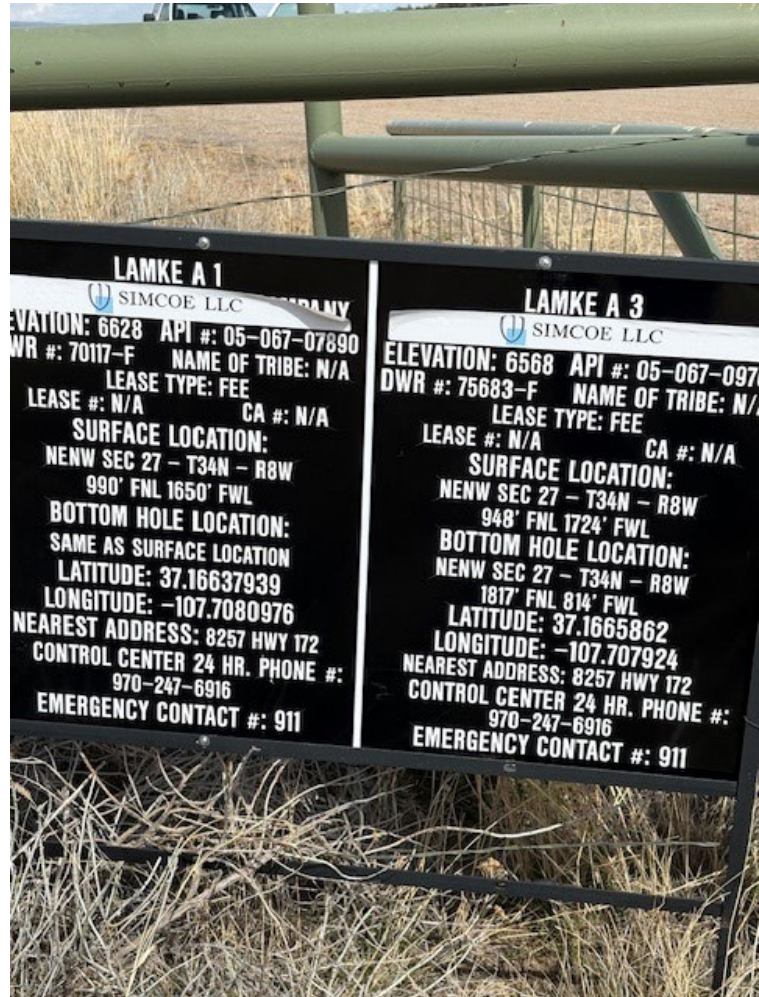 LAMKE A 1
SIMCOE LLC
EVATION: 6628 API #: 05-067-07890
WR #: 70117-F NAME OF TRIBE: N/A
LEASE TYPE: FEE
LEASE #: N/A CA #: N/A
SURFACE LOCATION:
NENW SEC 27 - T34N - R8W
990' FNL 1650' FWL
BOTTOM HOLE LOCATION:
SAME AS SURFACE LOCATION
LATITUDE: 37.16637939
LONGITUDE: -107.7080976
NEAREST ADDRESS: 8257 HWY 172
CONTROL CENTER 24 HR. PHONE #:
970-247-6916
EMERGENCY CONTACT #: 911
LAMKE A 3
SIMCOE LLC
ELEVATION: 6568 API #: 05-067-097
DWR #: 75683-F NAME OF TRIBE: N/
LEASE TYPE: FEE
LEASE #: N/A CA #: N/A
SURFACE LOCATION:
NENW SEC 27 - T34N - R8W
948' FNL 1724' FWL
BOTTOM HOLE LOCATION:
NENW SEC 27 - T34N - R8W
1817' FNL 814' FWL
LATITUDE: 37.1665862
LONGITUDE: -107.707924
NEAREST ADDRESS: 8257 HWY 172
CONTROL CENTER 24 HR. PHONE #:
970-247-6916
EMERGENCY CONTACT #: 911